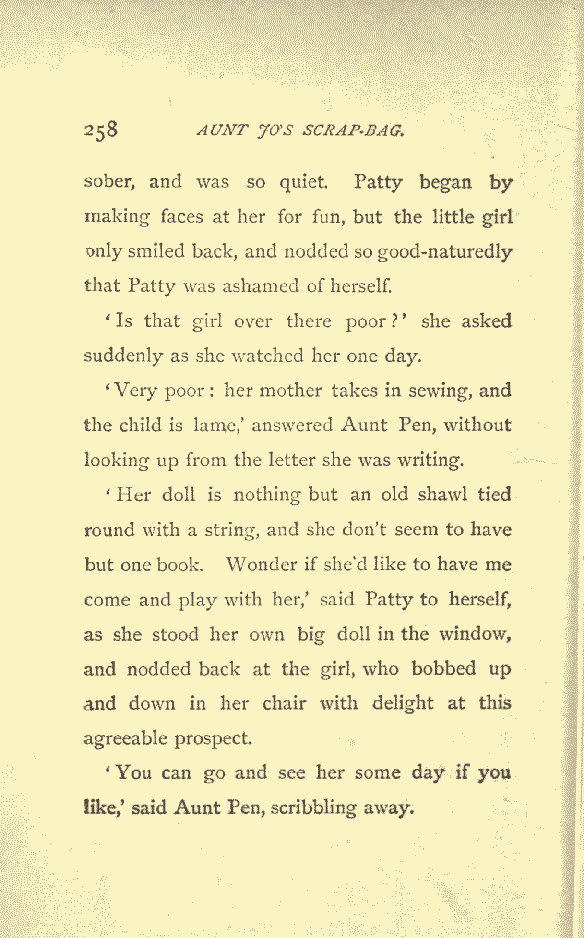 258 AUNT JO'S SCRAP-BAG.
sober, and was so quiet. Patty began by
making faces at her for fun, but the little girl
only smiled back, and nodded so good-naturedly
that Patty was ashamed of herself.
‘Is that girl over there poor?’ she asked
suddenly as she watched her one day.
‘Very poor: her mother takes in sewing, and
the child is lame,’ answered Aunt Pen, without
looking up from the letter she was writing.
‘Her doll is nothing but an old shawl tied
round with a string, and she don't seem to have
but one book. Wonder if she'd like to have me
come and play with her,’ said Patty to herself,
as she stood her own big doll in the window,
and nodded back at the girl, who bobbed up
and down in her chair with delight at this
agreeable prospect.
‘You can go and see her some day if you
like,’ said Aunt Pen, scribbling away.